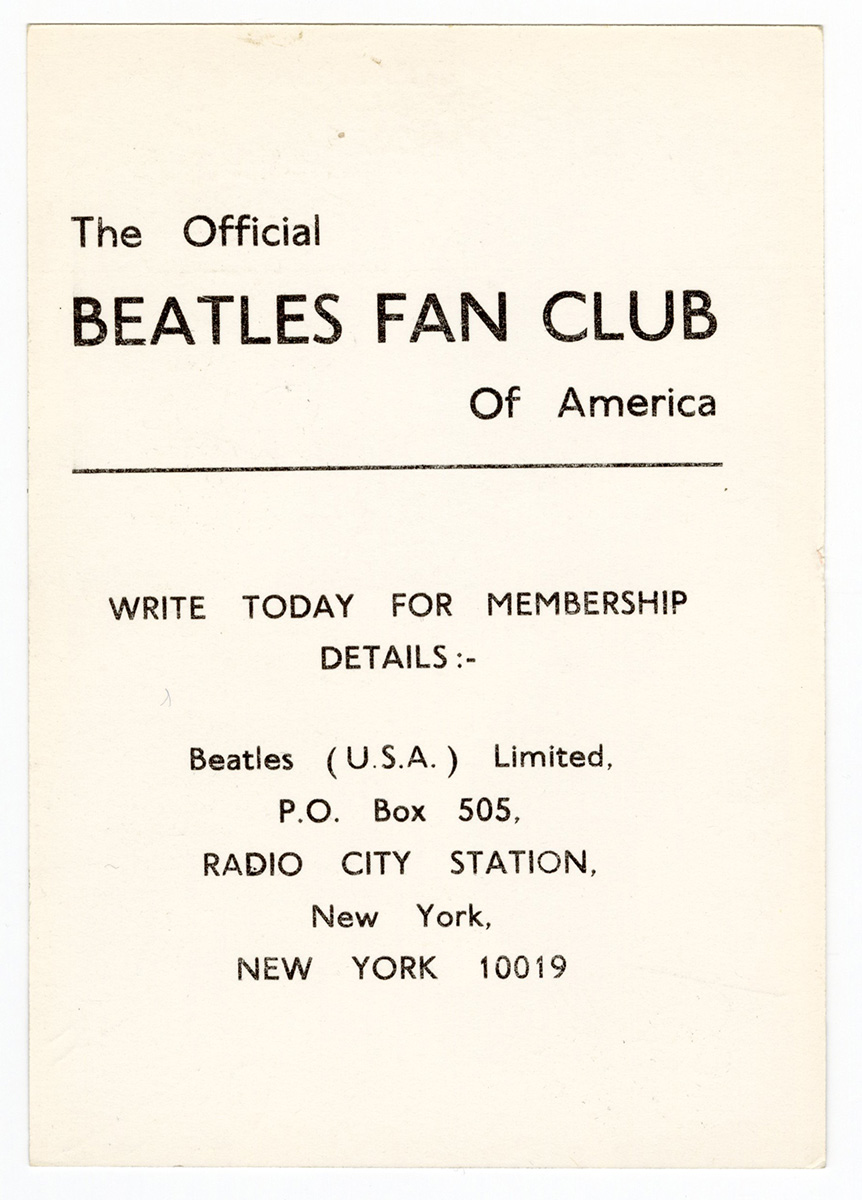 The Official
BEATLES FAN CLUB
Of America
WRITE TODAY FOR MEMBERSHIP
DETAILS :-
Beatles (U.S.A.) Limited,
P.O. Box 505,
RADIO CITY STATION,
New York,
NEW YORK 10019